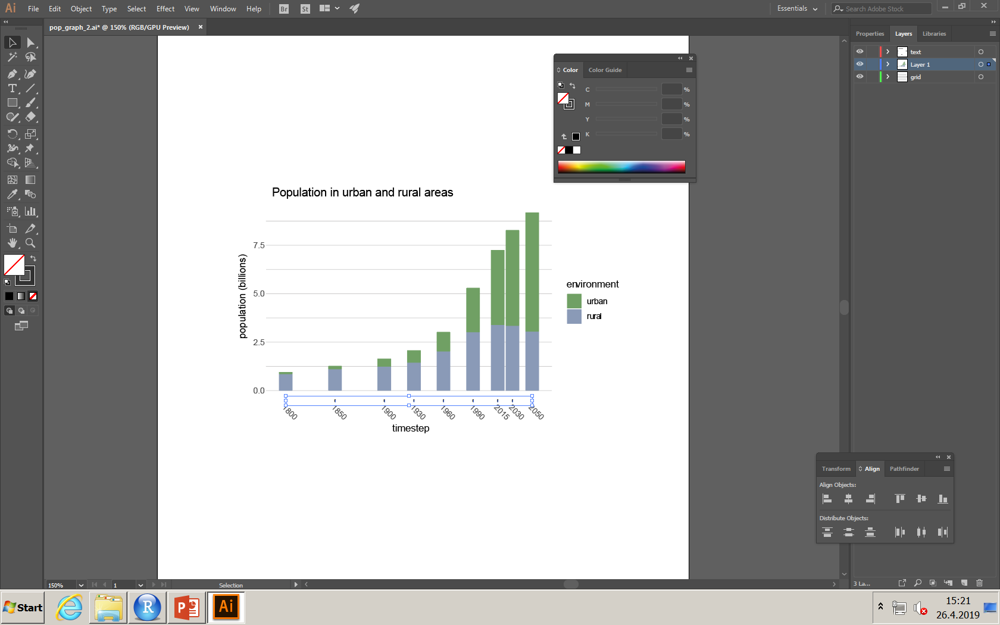 Ai File Edit Object Type Select Effect View Window Help Br St Essentials Search Adobe Stock
pop_graph_2.ai* @ 150% (RGB/GPU Preview) ×
Properties Layers Libraries
text
Layer 1
grid
Color Color Guide
C %
M %
Y %
K %
Population in urban and rural areas
7.5
5.0
2.5
0.0
population (billions)
environment
urban
rural
1800 1850 1900 1930 1960 1990 2015 2030 2050
timestep
Transform Align Pathfinder
Align Objects:
Distribute Objects:
150% 1 Selection
3 La...
Start R P Ai
15:21
26.4.2019